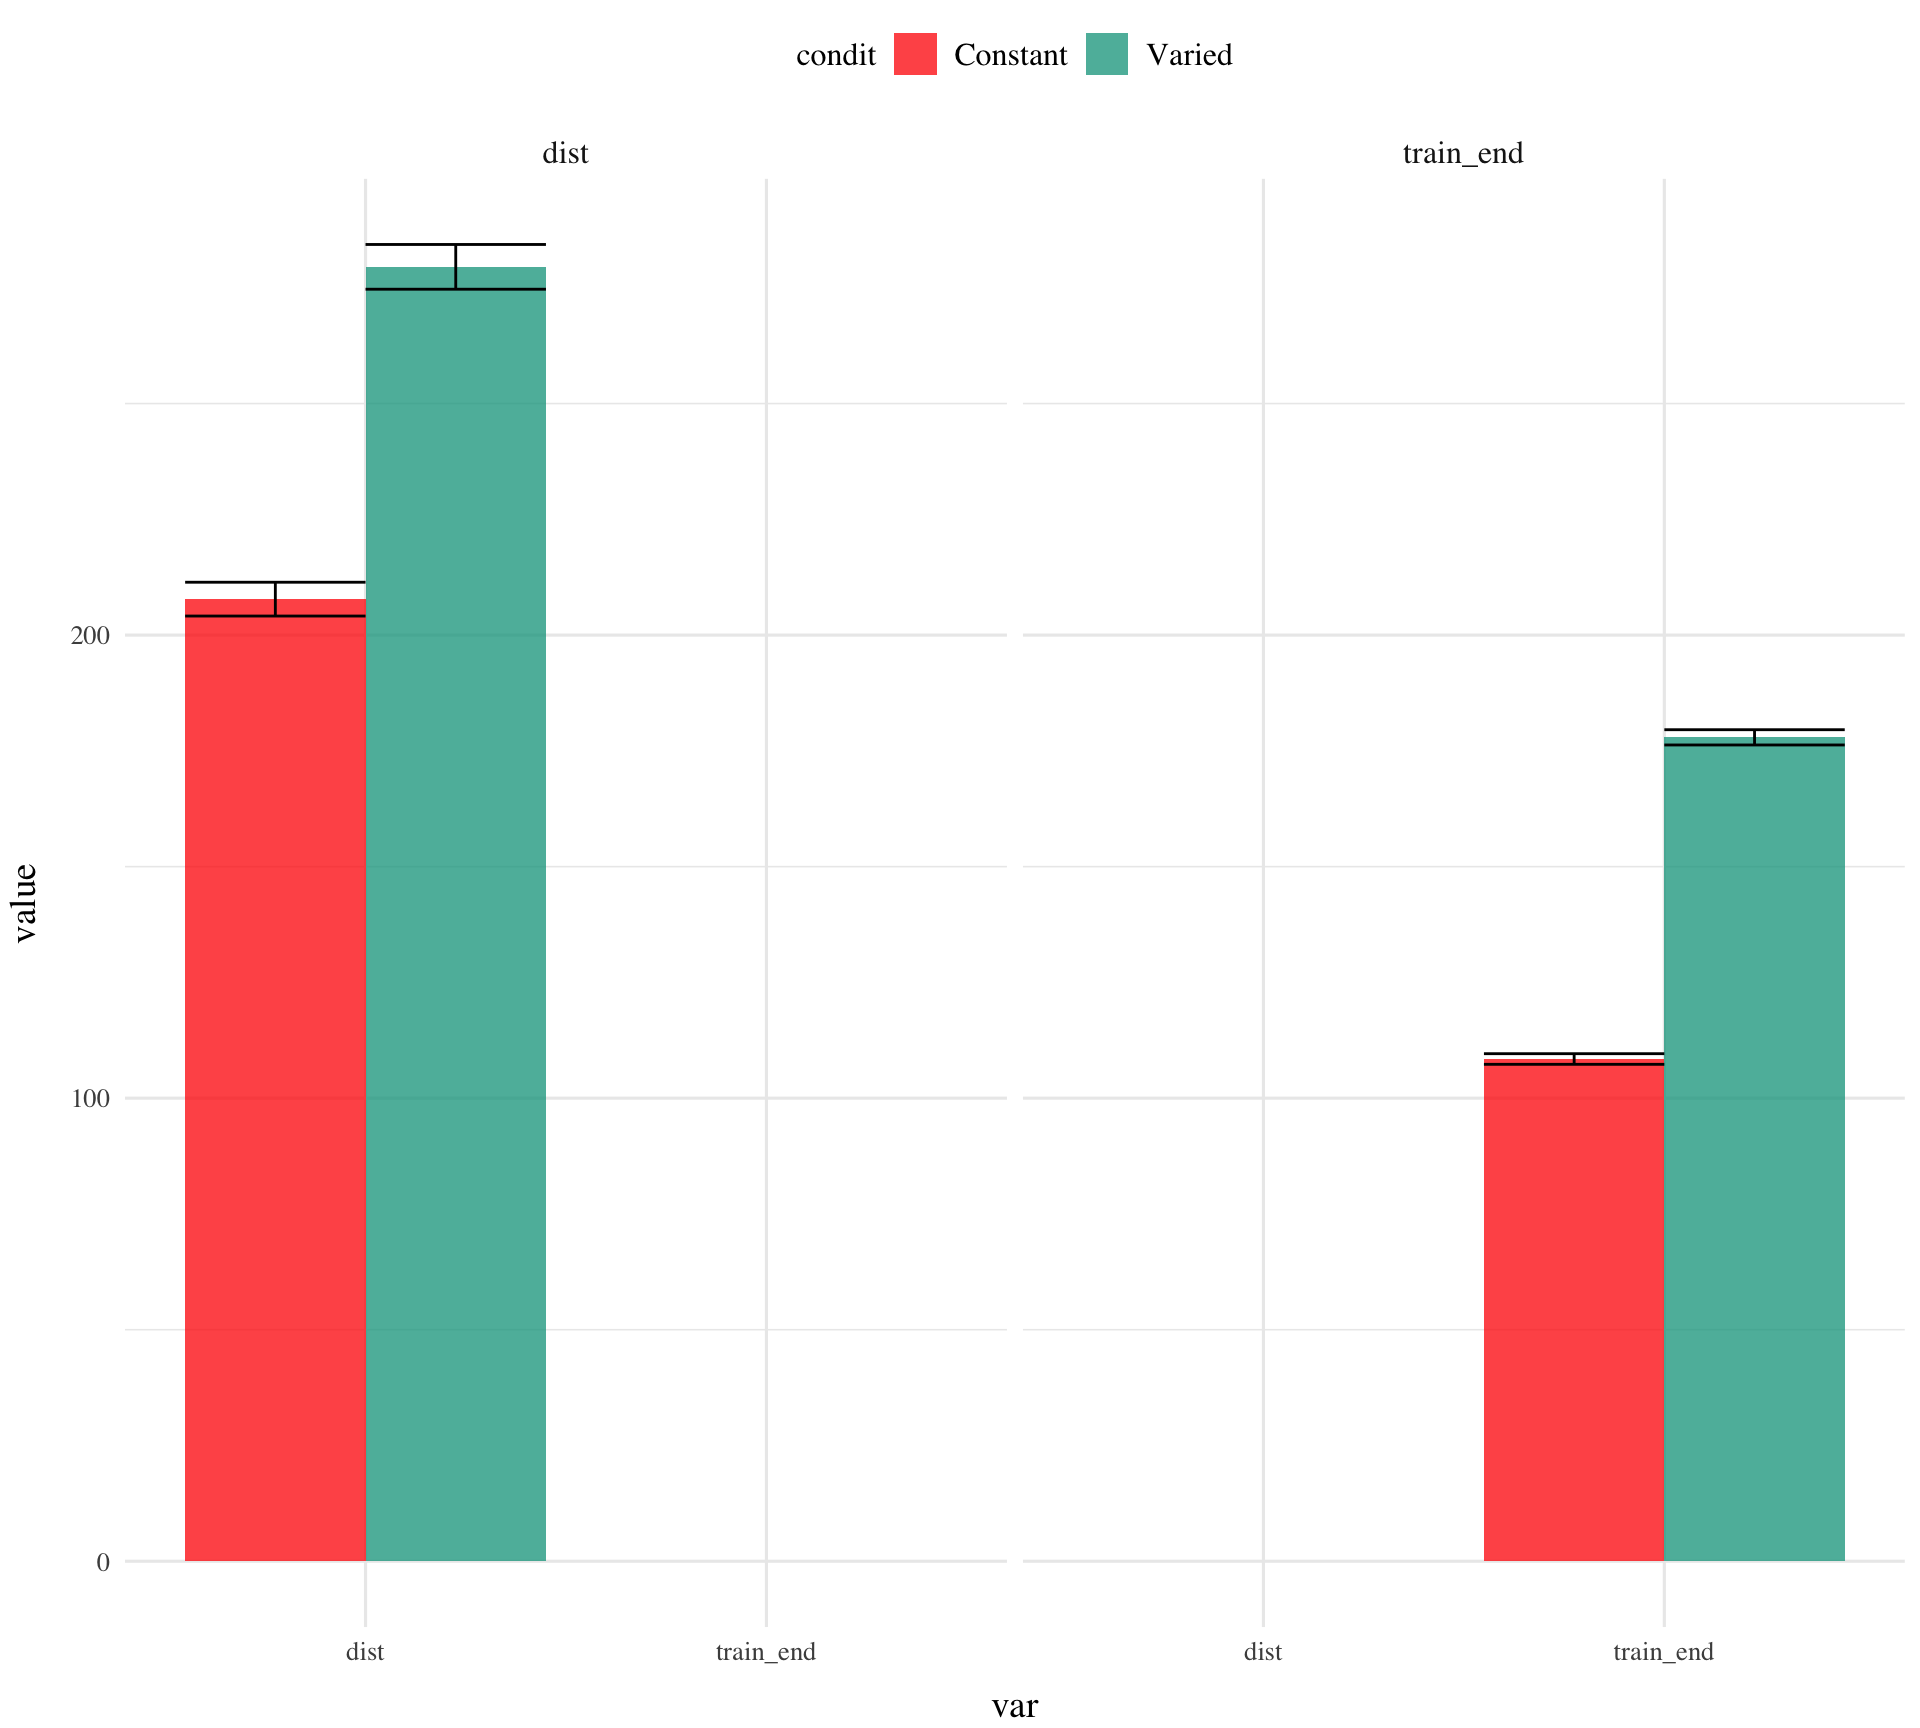 condit Constant Varied
dist train_end
value
200
100
0
dist train_end dist train_end
var